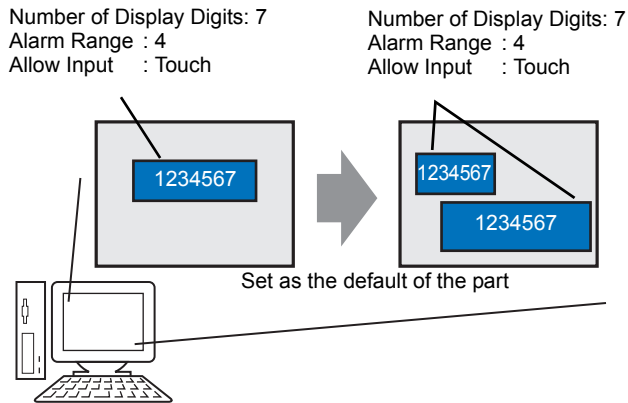 Number of Display Digits: 7
Alarm Range : 4
Allow Input : Touch
Number of Display Digits: 7
Alarm Range : 4
Allow Input : Touch
1234567
1234567
1234567
Set as the default of the part